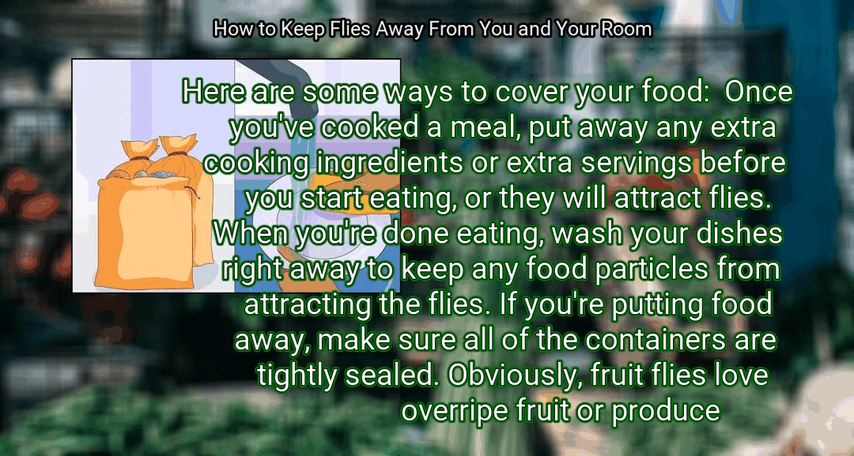 How to Keep Flies Away From You and Your Room
Here are some ways to cover your food:  Once
you've cooked a meal, put away any extra
cooking ingredients or extra servings before
you start eating, or they will attract flies.
When you're done eating, wash your dishes
right away to keep any food particles from
attracting the flies. If you're putting food
away, make sure all of the containers are
tightly sealed. Obviously, fruit flies love
overripe fruit or produce